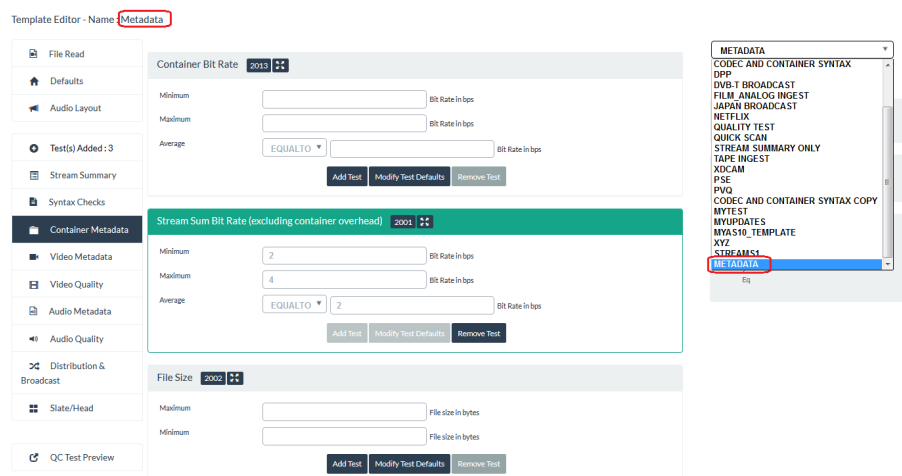 Template Editor - Name : Metadata
File Read
Defaults
Audio Layout
Test(s) Added : 3
Stream Summary
Syntax Checks
Container Metadata
Video Metadata
Video Quality
Audio Metadata
Audio Quality
Distribution &
Broadcast
Slate/Head
QC Test Preview
Container Bit Rate 2013
Minimum
Bit Rate in bps
Maximum
Bit Rate in bps
Average EQUALTO
Bit Rate in bps
Add Test Modify Test Defaults Remove Test
Stream Sum Bit Rate (excluding container overhead) 2001
Minimum 2 Bit Rate in bps
Maximum 4 Bit Rate in bps
Average EQUALTO 2 Bit Rate in bps
Add Test Modify Test Defaults Remove Test
File Size 2002
Maximum
File size in bytes
Minimum
File size in bytes
Add Test Modify Test Defaults Remove Test
METADATA
CODEC AND CONTAINER SYNTAX
DPP
DVB-T BROADCAST
FILM_ANALOG INGEST
JAPAN BROADCAST
NETFLIX
QUALITY TEST
QUICK SCAN
STREAM SUMMARY ONLY
TAPE INGEST
XDCAM
PSE
PVQ
CODEC AND CONTAINER SYNTAX COPY
MYTEST
MYUPDATES
MYAS10_TEMPLATE
XYZ
STREAMS1
METADATA
Eq